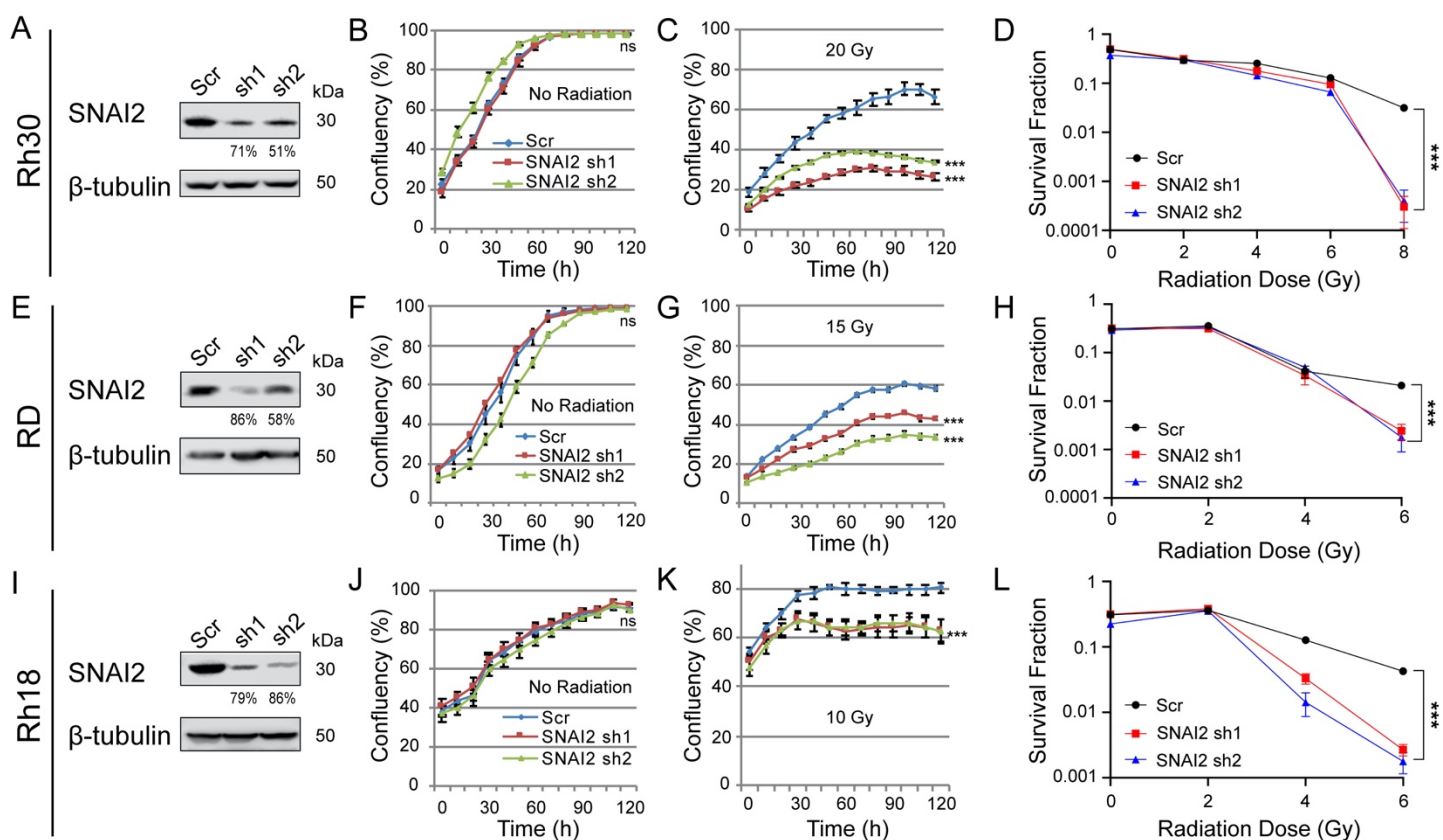 A
Rh30
Scr
sh1
sh2
kDa
SNAI2
30
71%
51%
β-tubulin
50
B
Confluency (%)
100
80
60
40
20
0
ns
No Radiation
Scr
SNAI2 sh1
SNAI2 sh2
0
30
60
90
120
Time (h)
C
Confluency (%)
100
80
60
40
20
0
20 Gy
***
***
0
30
60
90
120
Time (h)
D
Survival Fraction
1
0.1
0.01
0.001
0.0001
Scr
SNAI2 sh1
SNAI2 sh2
***
0
2
4
6
8
Radiation Dose (Gy)
E
RD
Scr
sh1
sh2
kDa
SNAI2
30
86%
58%
β-tubulin
50
F
Confluency (%)
100
80
60
40
20
0
ns
No Radiation
Scr
SNAI2 sh1
SNAI2 sh2
0
30
60
90
120
Time (h)
G
Confluency (%)
100
80
60
40
20
0
15 Gy
***
***
0
30
60
90
120
Time (h)
H
Survival Fraction
1
0.1
0.01
0.001
0.0001
Scr
SNAI2 sh1
SNAI2 sh2
***
0
2
4
6
Radiation Dose (Gy)
I
Rh18
Scr
sh1
sh2
kDa
SNAI2
30
79%
86%
β-tubulin
50
J
Confluency (%)
100
80
60
40
20
0
ns
No Radiation
Scr
SNAI2 sh1
SNAI2 sh2
0
30
60
90
120
Time (h)
K
Confluency (%)
80
60
40
20
0
***
10 Gy
0
30
60
90
120
Time (h)
L
Survival Fraction
1
0.1
0.01
0.001
Scr
SNAI2 sh1
SNAI2 sh2
***
0
2
4
6
Radiation Dose (Gy)